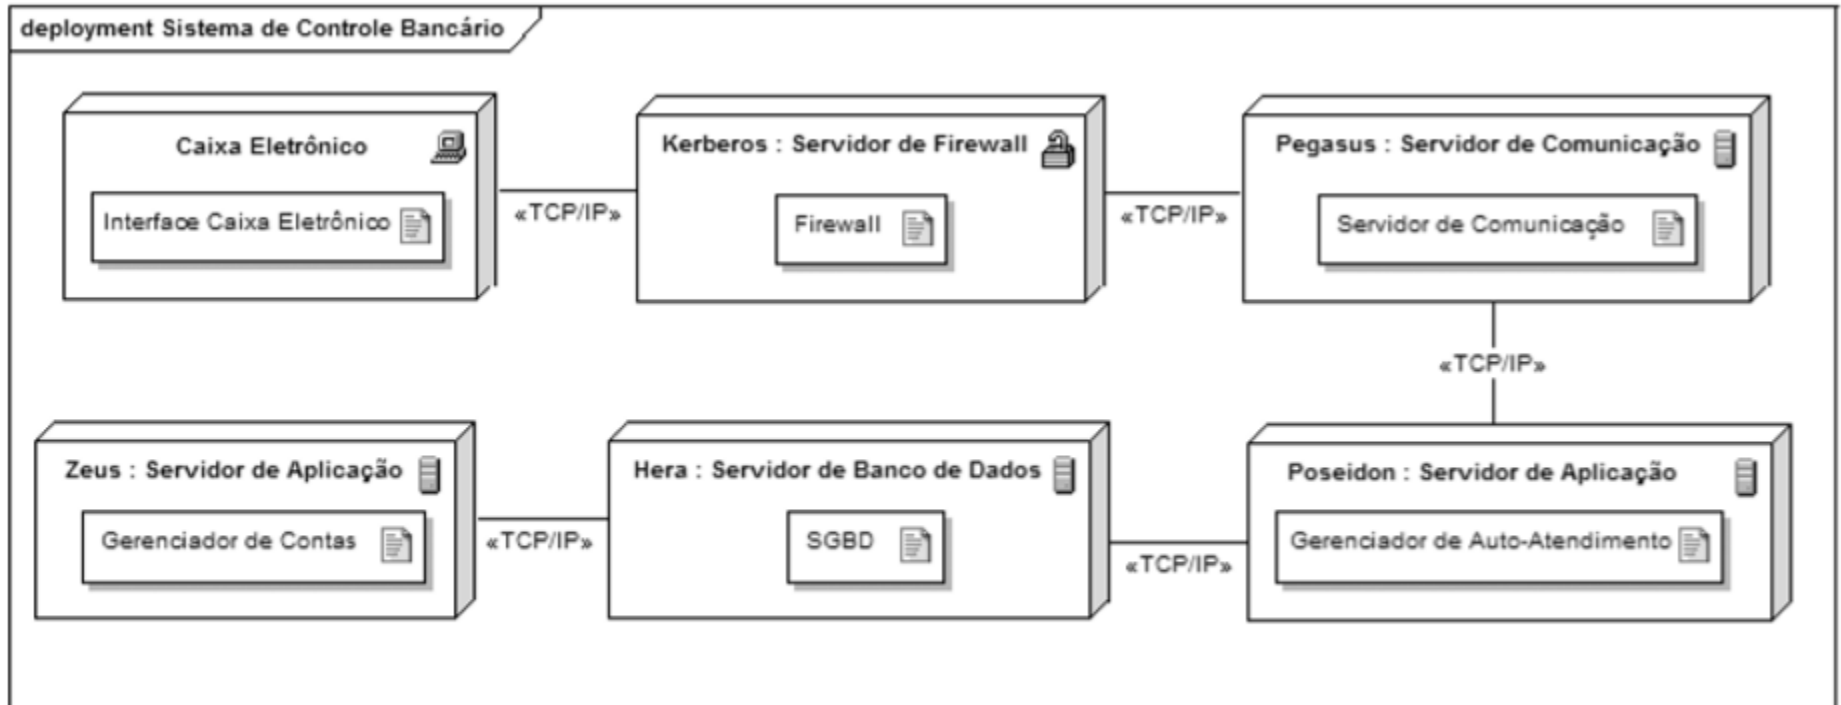 deployment Sistema de Controle Bancário
Caixa Eletrônico
Interface Caixa Eletrônico
«TCP/IP»
Kerberos : Servidor de Firewall
Firewall
«TCP/IP»
Pegasus : Servidor de Comunicação
Servidor de Comunicação
«TCP/IP»
Zeus : Servidor de Aplicação
Gerenciador de Contas
«TCP/IP»
Hera : Servidor de Banco de Dados
SGBD
«TCP/IP»
Poseidon : Servidor de Aplicação
Gerenciador de Auto-Atendimento